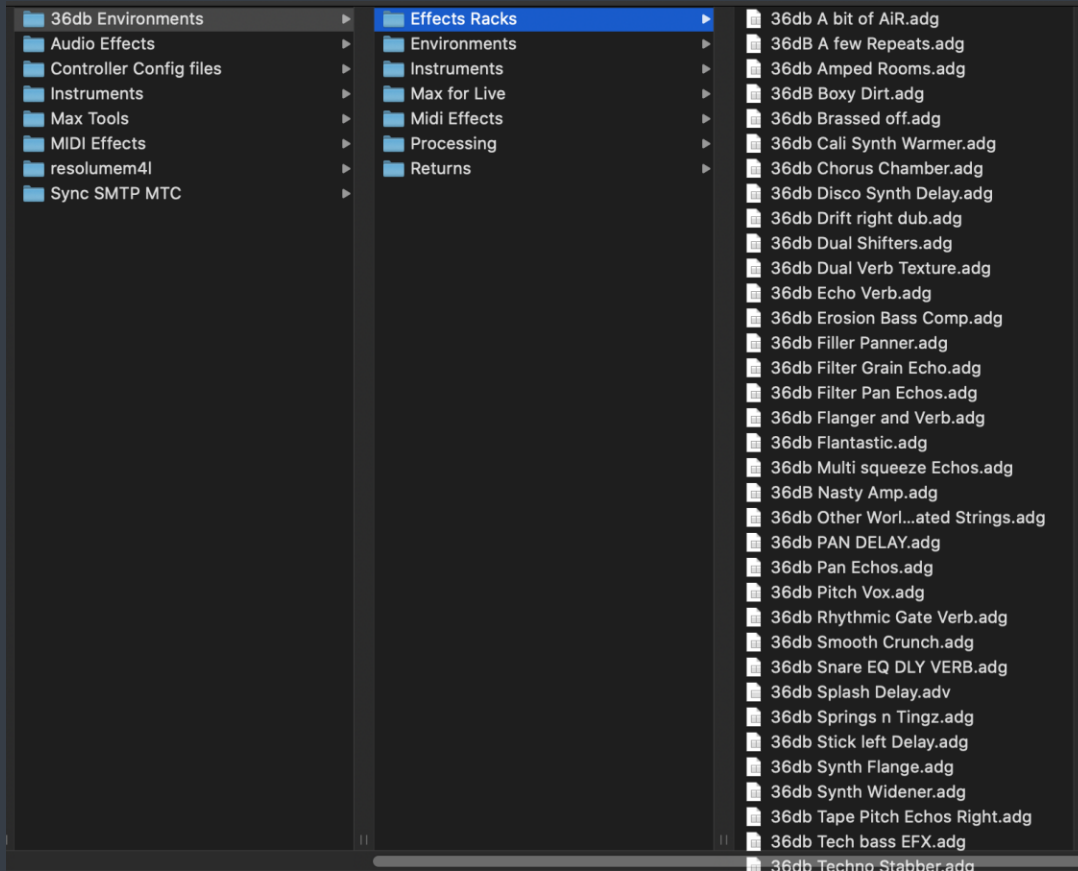 36db Environments
Audio Effects
Controller Config files
Instruments
Max Tools
MIDI Effects
resolumem4l
Sync SMTP MTC
Effects Racks
Environments
Instruments
Max for Live
Midi Effects
Processing
Returns
36db A bit of AiR.adg
36dB A few Repeats.adg
36db Amped Rooms.adg
36dB Boxy Dirt.adg
36db Brassed off.adg
36db Cali Synth Warmer.adg
36db Chorus Chamber.adg
36db Disco Synth Delay.adg
36db Drift right dub.adg
36db Dual Shifters.adg
36db Dual Verb Texture.adg
36db Echo Verb.adg
36db Erosion Bass Comp.adg
36db Filler Panner.adg
36db Filter Grain Echo.adg
36db Filter Pan Echos.adg
36db Flanger and Verb.adg
36db Flantastic.adg
36db Multi squeeze Echos.adg
36dB Nasty Amp.adg
36db Other Worl...ated Strings.adg
36db PAN DELAY.adg
36db Pan Echos.adg
36db Pitch Vox.adg
36db Rhythmic Gate Verb.adg
36db Smooth Crunch.adg
36db Snare EQ DLY VERB.adg
36db Splash Delay.adv
36db Springs n Tingz.adg
36db Stick left Delay.adg
36db Synth Flange.adg
36db Synth Widener.adg
36db Tape Pitch Echos Right.adg
36db Tech bass EFX.adg
36db Techno Stabber.adg